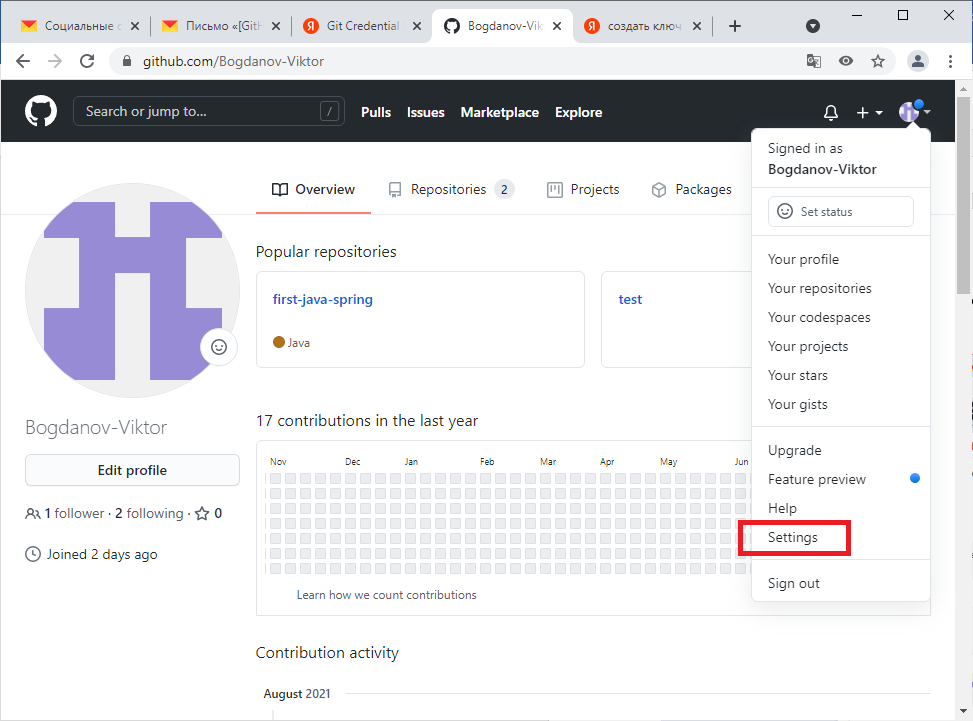 Социальные с
Письмо «[Gith
Git Credential
Bogdanov-Vik
создать ключ
github.com/Bogdanov-Viktor
Search or jump to...
/
Pulls
Issues
Marketplace
Explore
Signed in as
Bogdanov-Viktor
Set status
Your profile
Your repositories
Your codespaces
Your projects
Your stars
Your gists
Upgrade
Feature preview
Help
Settings
Sign out
Overview
Repositories 2
Projects
Packages
Popular repositories
first-java-spring
Java
test
Bogdanov-Viktor
Edit profile
1 follower · 2 following · 0
Joined 2 days ago
17 contributions in the last year
Nov Dec Jan Feb Mar Apr May Jun
Learn how we count contributions
Contribution activity
August 2021